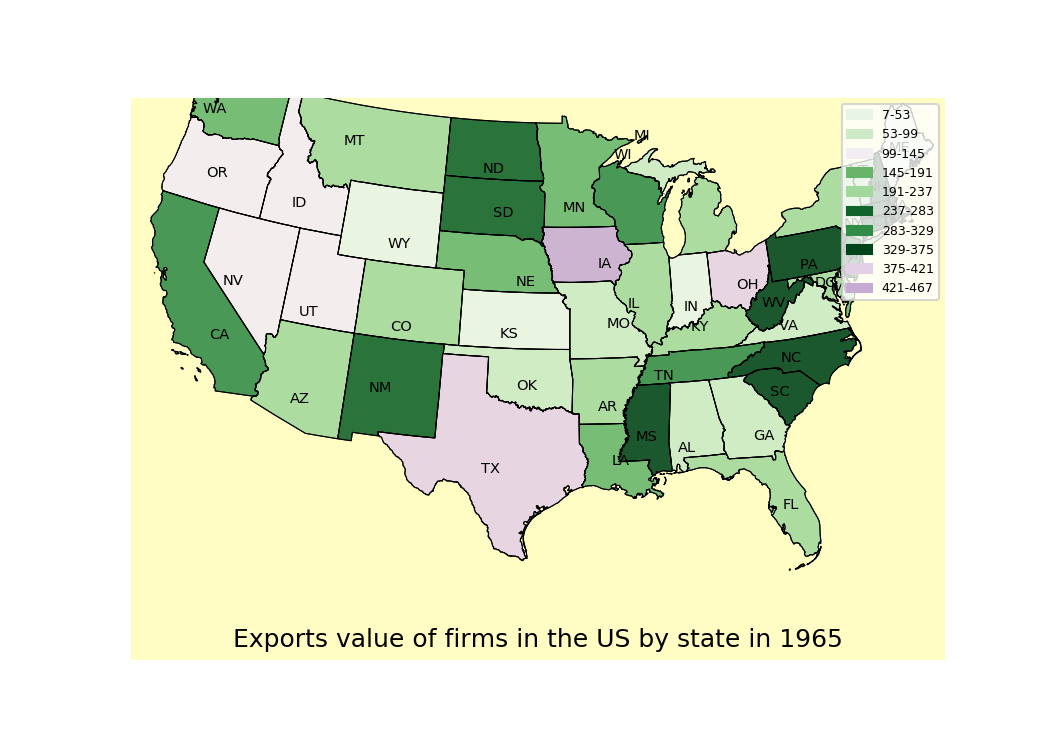 WA
MI
MT
WI
ND
OR
ID
SD
MN
WY
IA
NE
PA
NV
UT
OH
DC
IL
IN
WV
CO
MO
KY
VA
CA
KS
NC
TN
NM
OK
SC
AZ
AR
MS
GA
AL
LA
TX
FL
ME
7-53
53-99
99-145
145-191
191-237
237-283
283-329
329-375
375-421
421-467
Exports value of firms in the US by state in 1965